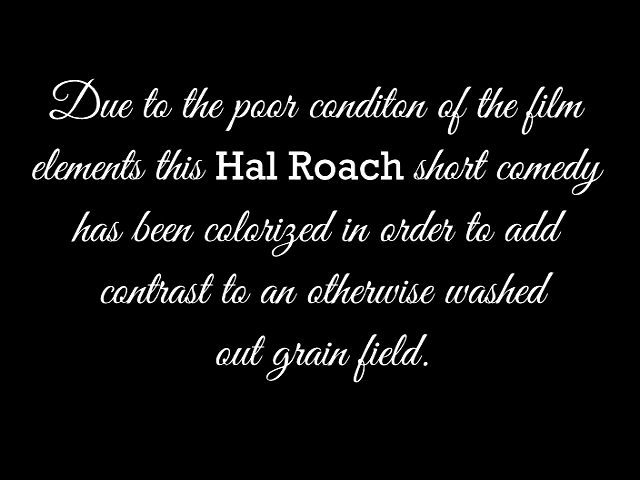 Due to the poor conditon of the film
elements this Hal Roach short comedy
has been colorized in order to add
contrast to an otherwise washed
out grain field.